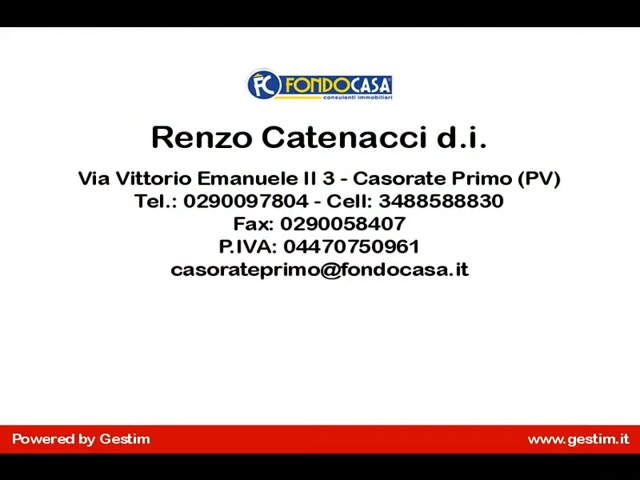 FC FONDOCASA
consulenti immobiliari
Renzo Catenacci d.i.
Via Vittorio Emanuele II 3 - Casorate Primo (PV)
Tel.: 0290097804 - Cell: 3488588830
Fax: 0290058407
P.IVA: 04470750961
casorateprimo@fondocasa.it
Powered by Gestim www.gestim.it